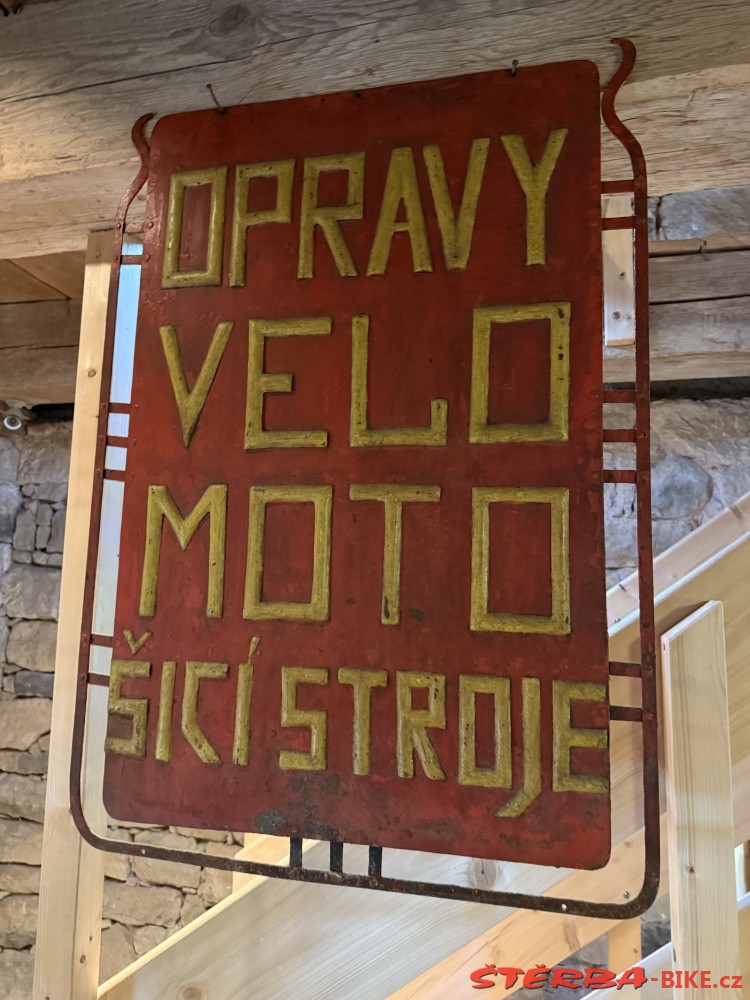 OPRAVY
VELO
MOTO
ŠICÍ STROJE
ŠTĚRBA-BIKE.cz